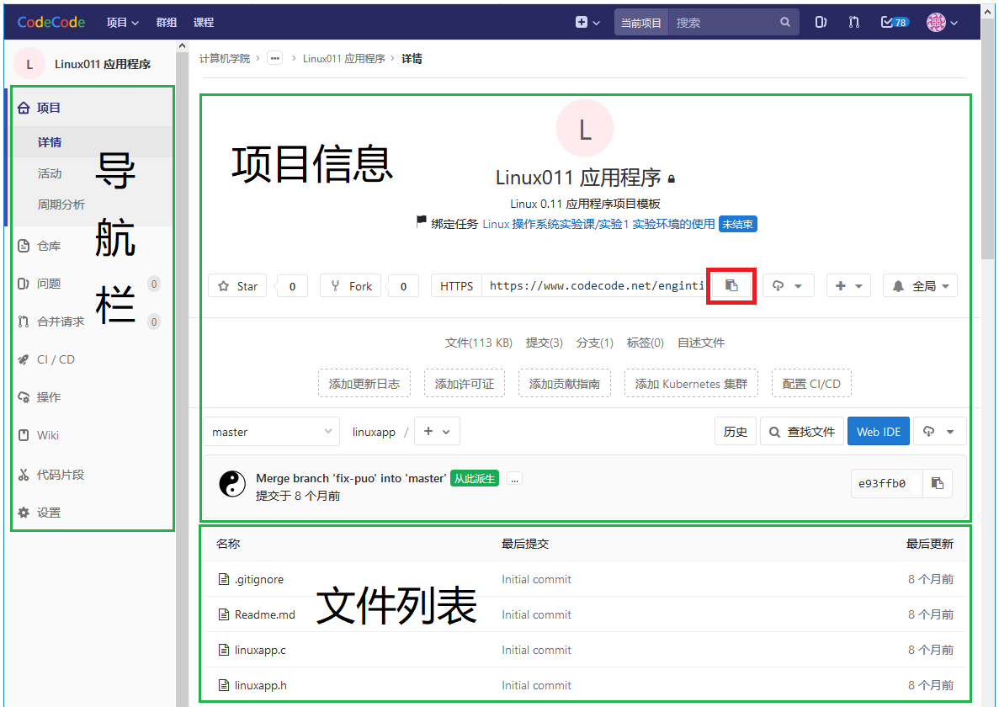 CodeCode 项目 群组 课程 当前项目 搜索 78
L Linux011 应用程序
计算机学院 › ... › Linux011 应用程序 › 详情
项目
详情
活动
周期分析
仓库
问题 0
合并请求 0
CI / CD
操作
Wiki
代码片段
设置
导
航
栏
项目信息
L
Linux011 应用程序
Linux 0.11 应用程序项目模板
绑定任务 Linux 操作系统实验课/实验1 实验环境的使用 未结束
Star 0 Fork 0 HTTPS https://www.codecode.net/enginti 全局
文件(113 KB) 提交(3) 分支(1) 标签(0) 自述文件
添加更新日志 添加许可证 添加贡献指南 添加 Kubernetes 集群 配置 CI/CD
master linuxapp / + 历史 查找文件 Web IDE
Merge branch 'fix-puo' into 'master' 从此派生 ...
提交于 8 个月前
e93ffb0
名称 最后提交 最后更新
.gitignore Initial commit 8 个月前
Readme.md Initial commit 8 个月前
文件列表
linuxapp.c Initial commit 8 个月前
linuxapp.h Initial commit 8 个月前